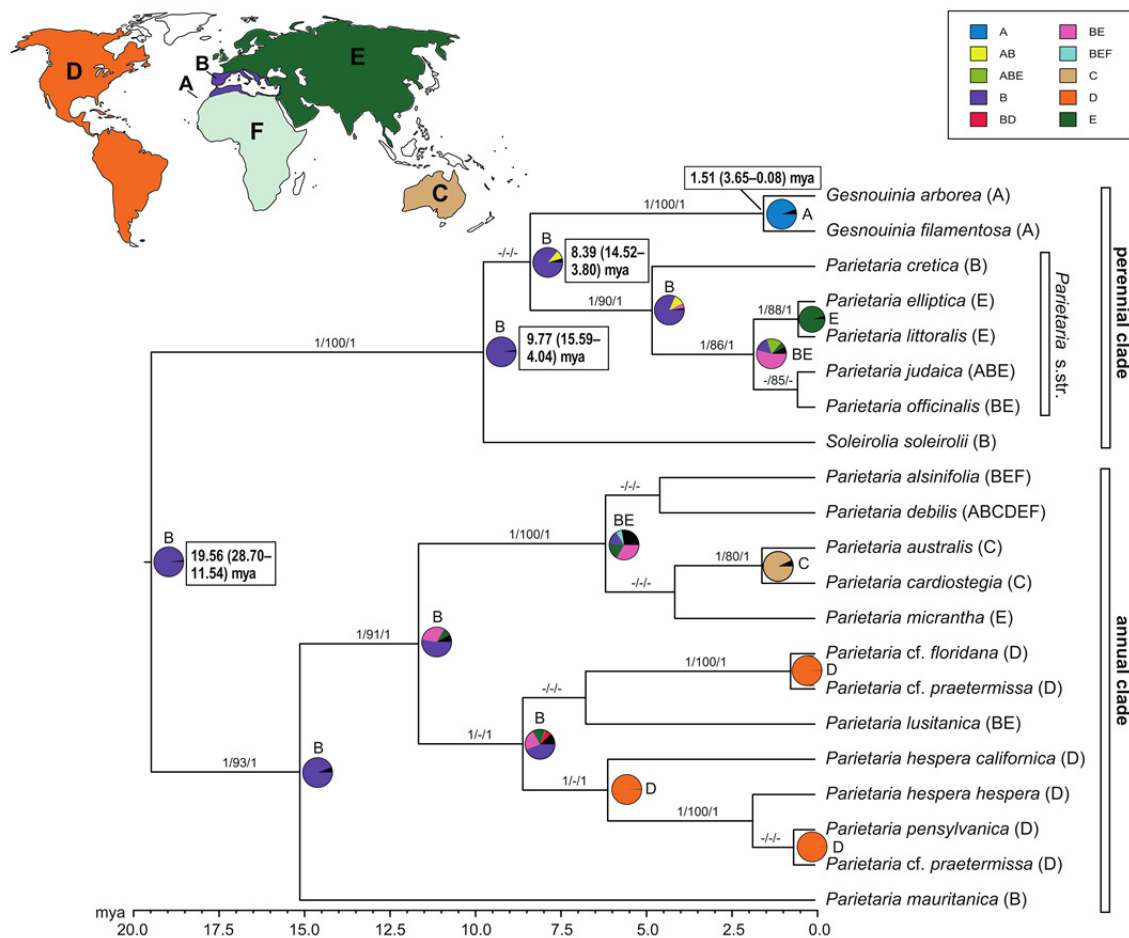 D
B
A
E
F
C
A
AB
ABE
B
BD
BE
BEF
C
D
E
1.51 (3.65–0.08) mya
1/100/1
A
Gesnouinia arborea (A)
Gesnouinia filamentosa (A)
-/-/-
B
8.39 (14.52–
3.80) mya
Parietaria cretica (B)
1/90/1
B
1/88/1
E
Parietaria elliptica (E)
Parietaria littoralis (E)
1/86/1
BE
-/85/-
Parietaria judaica (ABE)
Parietaria officinalis (BE)
Parietaria s.str.
perennial clade
1/100/1
B
9.77 (15.59–
4.04) mya
Soleirolia soleirolii (B)
B
19.56 (28.70–
11.54) mya
-/-/-
Parietaria alsinifolia (BEF)
Parietaria debilis (ABCDEF)
1/100/1
BE
1/80/1
C
Parietaria australis (C)
Parietaria cardiostegia (C)
-/-/-
Parietaria micrantha (E)
1/91/1
B
1/100/1
D
Parietaria cf. floridana (D)
Parietaria cf. praetermissa (D)
-/-/-
Parietaria lusitanica (BE)
1/-/1
B
Parietaria hespera californica (D)
1/-/1
D
Parietaria hespera hespera (D)
1/100/1
-/-/-
D
Parietaria pensylvanica (D)
Parietaria cf. praetermissa (D)
1/93/1
B
Parietaria mauritanica (B)
annual clade
mya
20.0 17.5 15.0 12.5 10.0 7.5 5.0 2.5 0.0